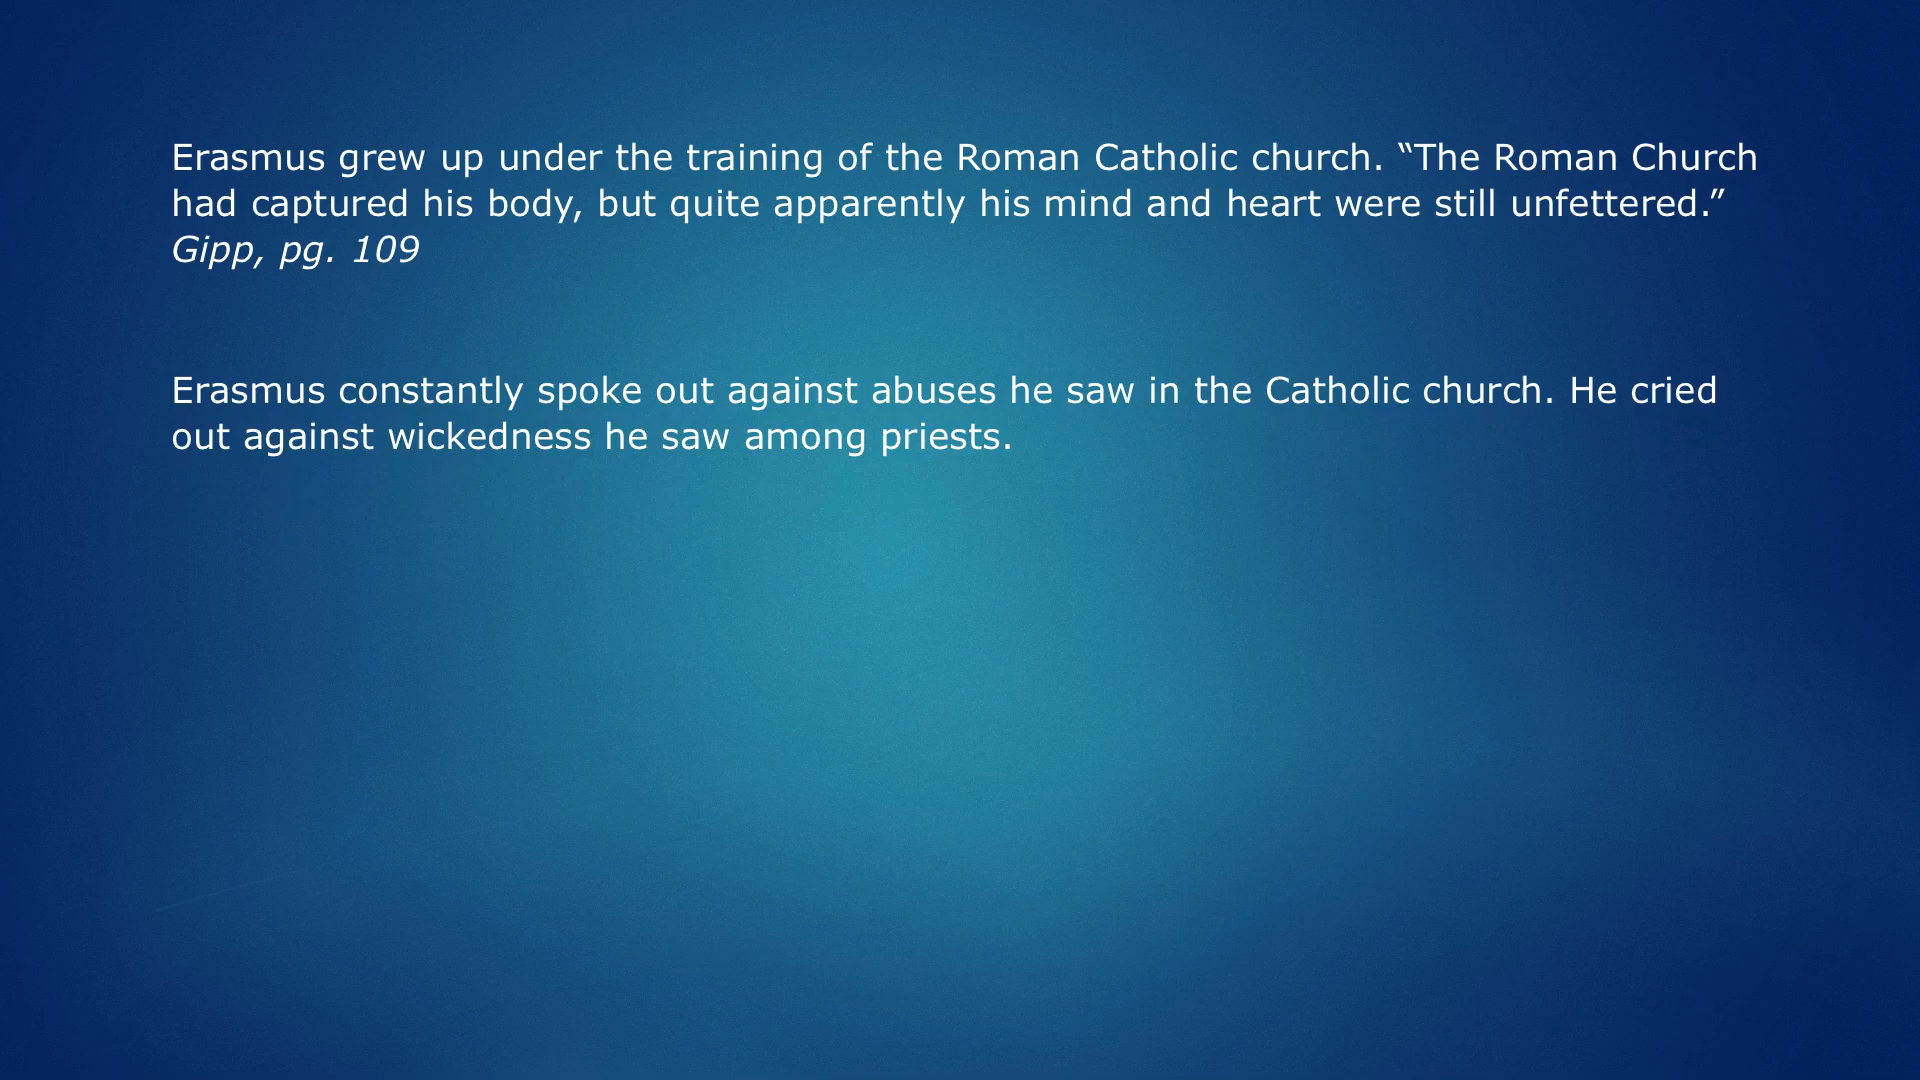 Erasmus grew up under the training of the Roman Catholic church. “The Roman Church
had captured his body, but quite apparently his mind and heart were still unfettered.”
Gipp, pg. 109
Erasmus constantly spoke out against abuses he saw in the Catholic church. He cried
out against wickedness he saw among priests.